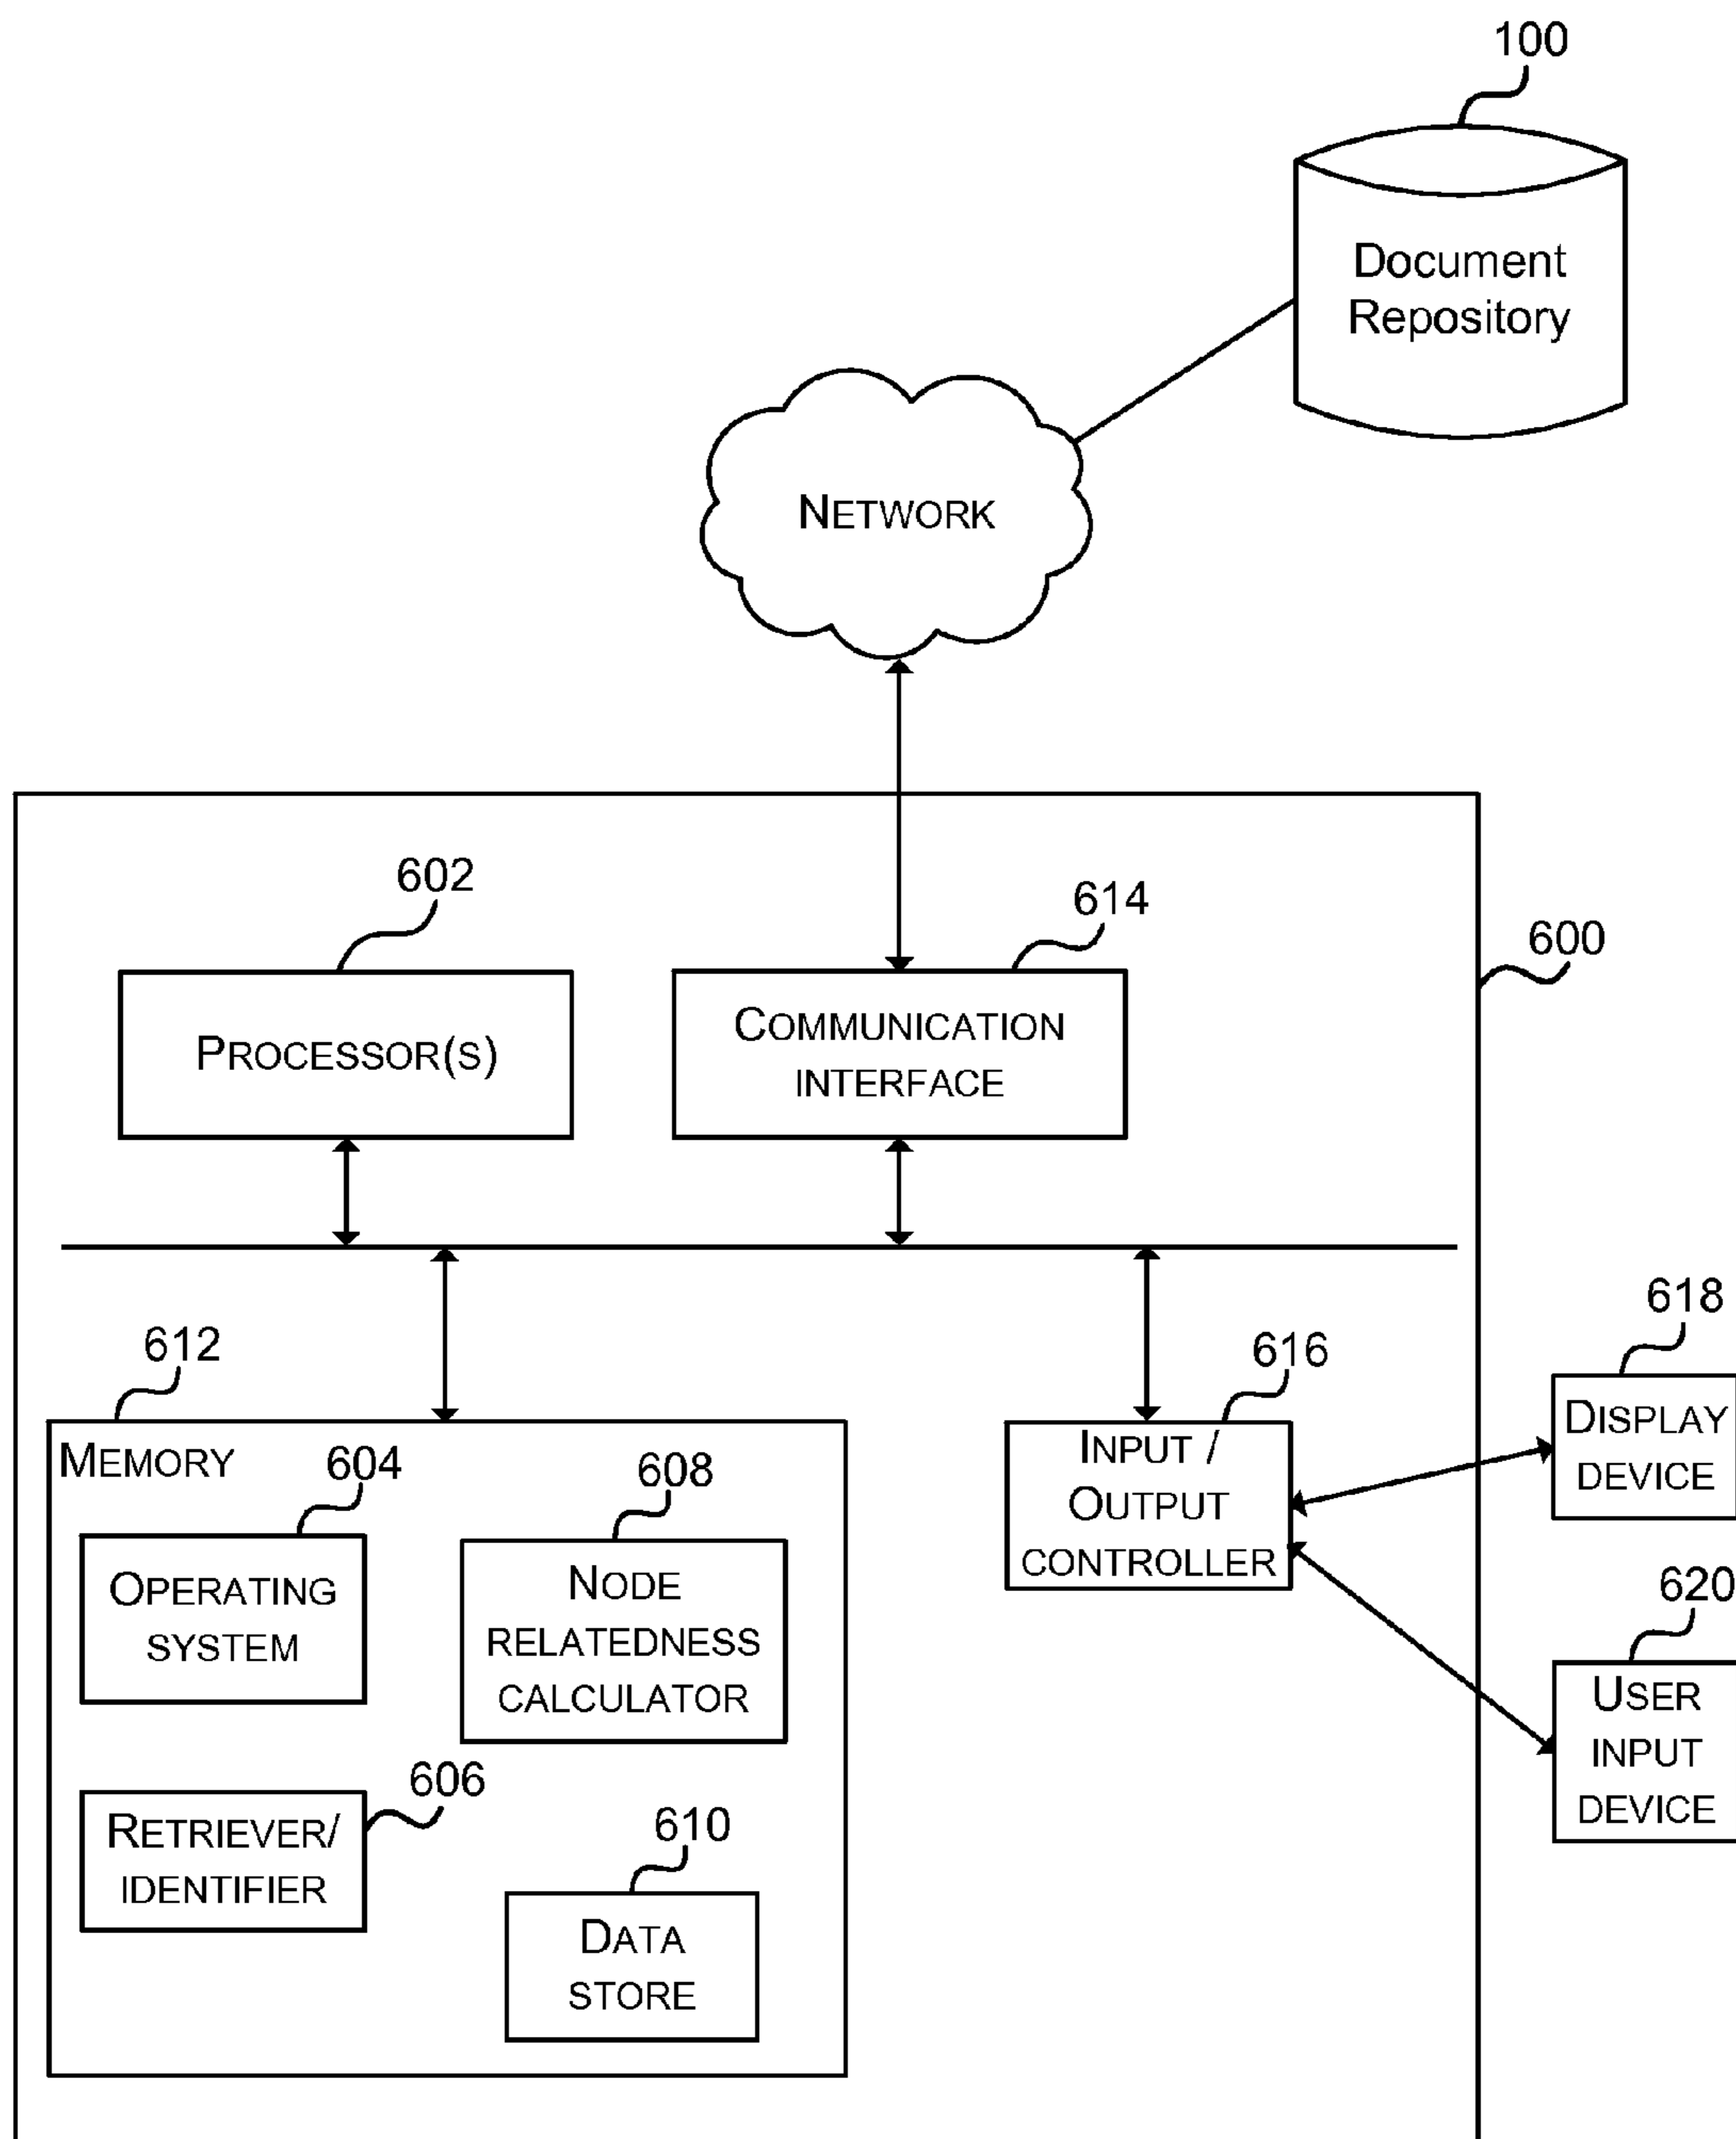 100
Document
Repository
NETWORK
602
614
600
PROCESSOR(S)
COMMUNICATION
INTERFACE
618
612
616
MEMORY
604
608
INPUT /
OUTPUT
CONTROLLER
DISPLAY
DEVICE
OPERATING
SYSTEM
NODE
RELATEDNESS
CALCULATOR
620
USER
INPUT
DEVICE
606
RETRIEVER/
IDENTIFIER
610
DATA
STORE